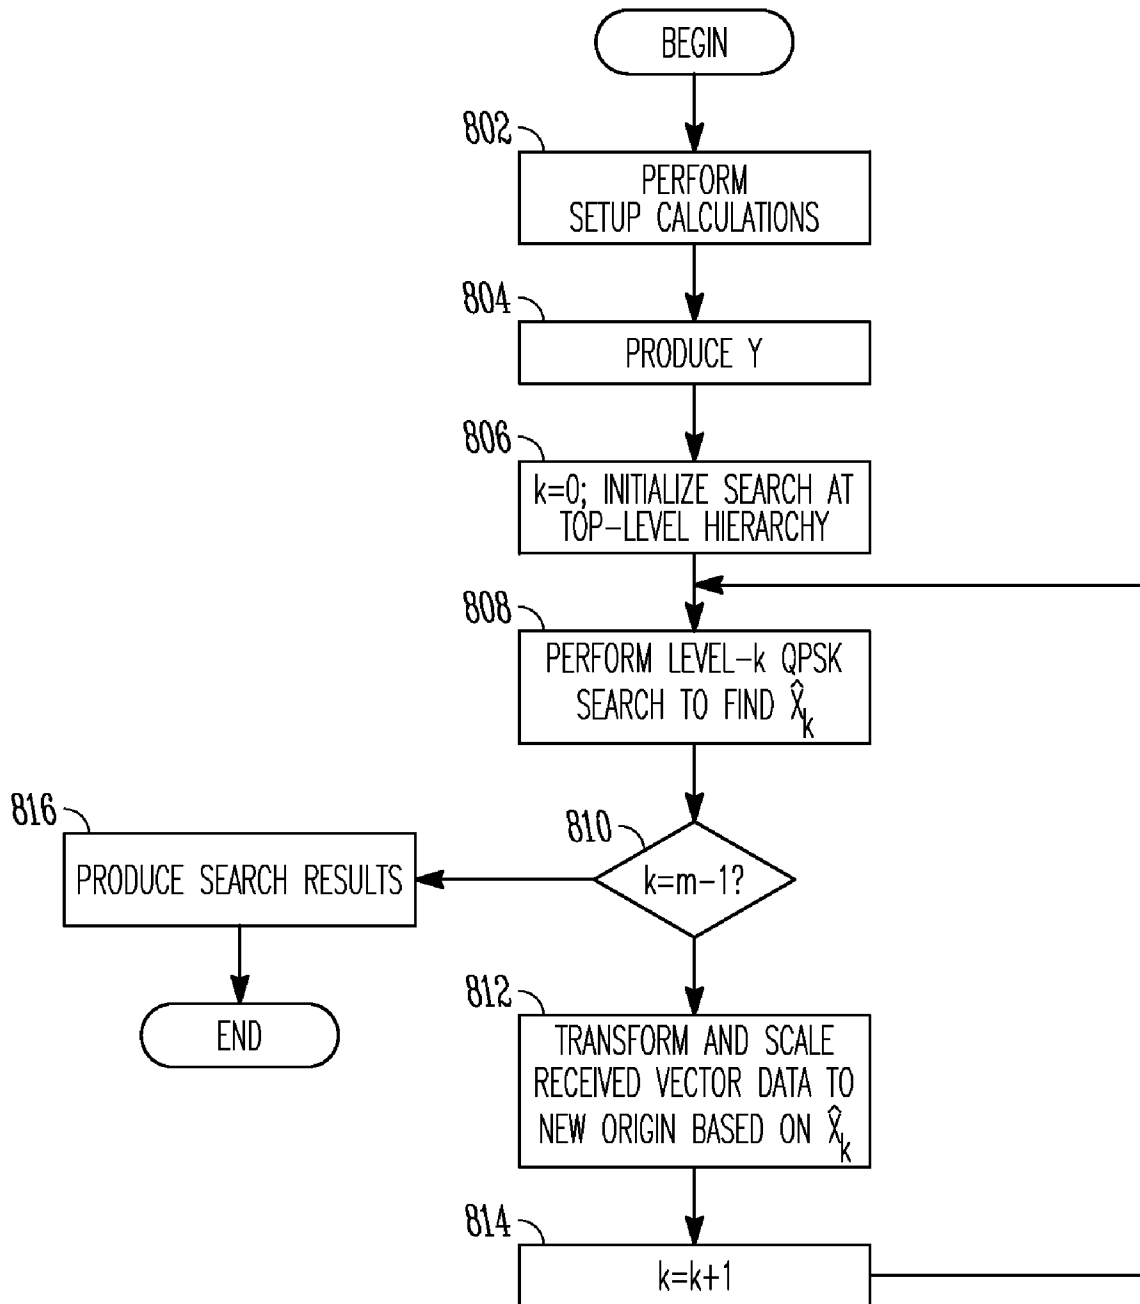 BEGIN
802
PERFORM
SETUP CALCULATIONS
804
PRODUCE Y
806
k=0; INITIALIZE SEARCH AT
TOP-LEVEL HIERARCHY
808
PERFORM LEVEL-k QPSK
SEARCH TO FIND X̂k
810
k=m-1?
816
PRODUCE SEARCH RESULTS
END
812
TRANSFORM AND SCALE
RECEIVED VECTOR DATA TO
NEW ORIGIN BASED ON X̂k
814
k=k+1